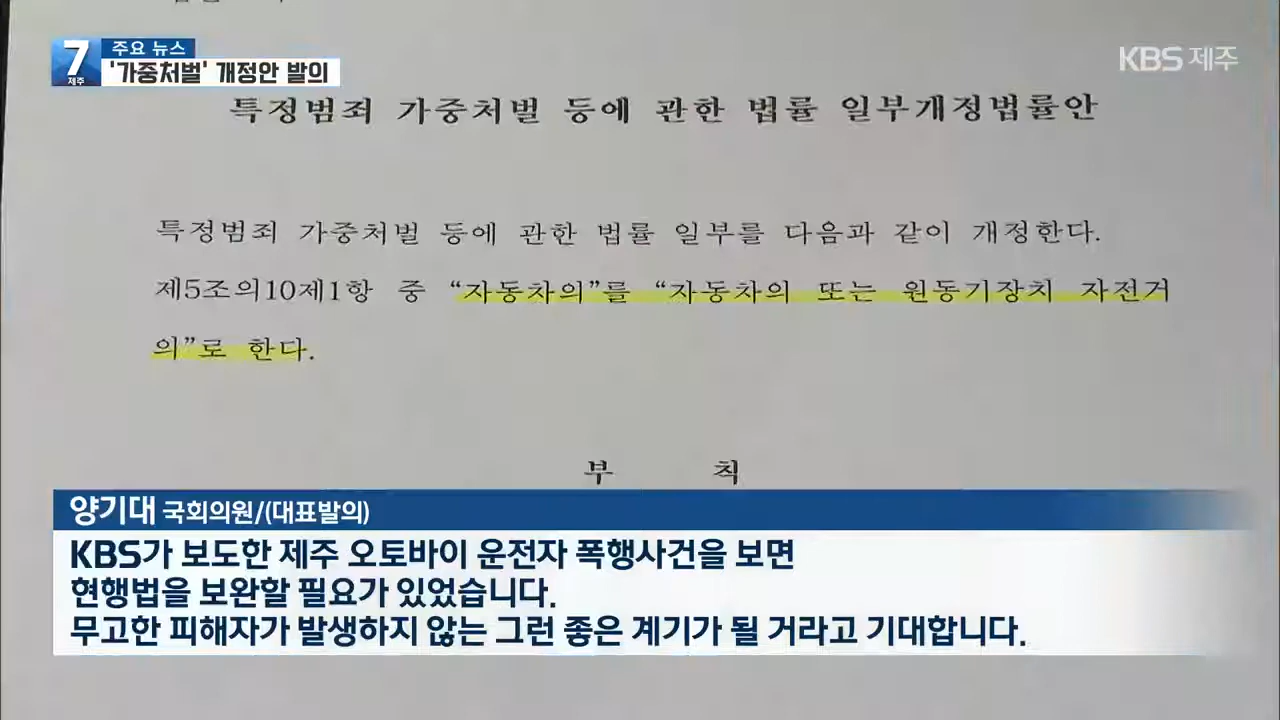 7 제주
주요 뉴스
'가중처벌' 개정안 발의
KBS 제주
특정범죄 가중처벌 등에 관한 법률 일부개정법률안
특정범죄 가중처벌 등에 관한 법률 일부를 다음과 같이 개정한다.
제5조의10제1항 중 “자동차의”를 “자동차의 또는 원동기장치 자전거
의”로 한다.
부 칙
양기대 국회의원/(대표발의)
KBS가 보도한 제주 오토바이 운전자 폭행사건을 보면
현행법을 보완할 필요가 있었습니다.
무고한 피해자가 발생하지 않는 그런 좋은 계기가 될 거라고 기대합니다.